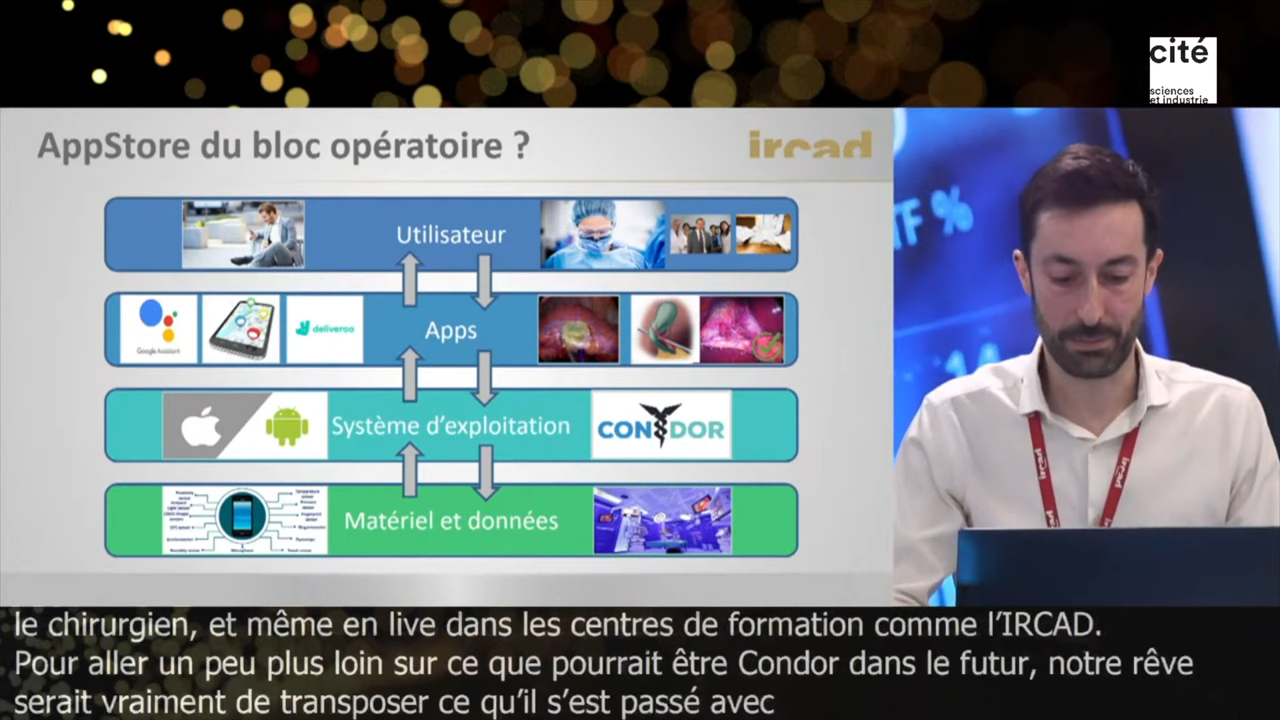 cité
sciences
et industrie
AppStore du bloc opératoire ?
ircad
Utilisateur
Google Assistant
deliveroo
Apps
Système d'exploitation
CONDOR
Matériel et données
TF %
ircad
ircad
le chirurgien, et même en live dans les centres de formation comme l'IRCAD.
Pour aller un peu plus loin sur ce que pourrait être Condor dans le futur, notre rêve
serait vraiment de transposer ce qu'il s'est passé avec